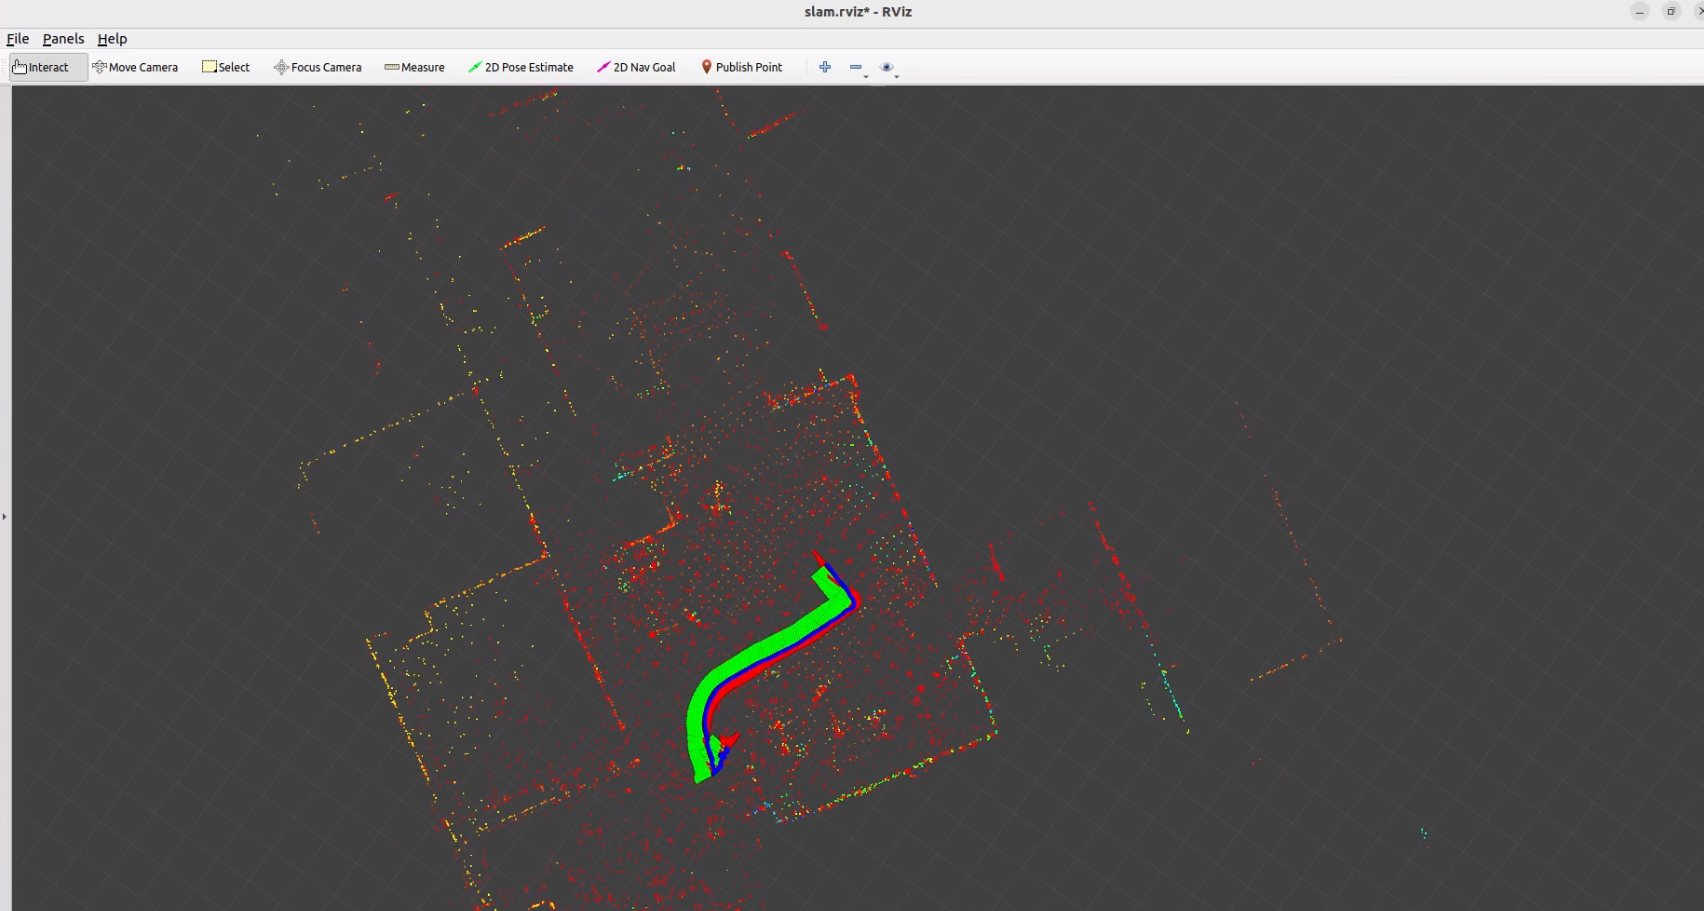 slam.rviz* - RViz
File Panels Help
Interact Move Camera Select Focus Camera Measure 2D Pose Estimate 2D Nav Goal Publish Point